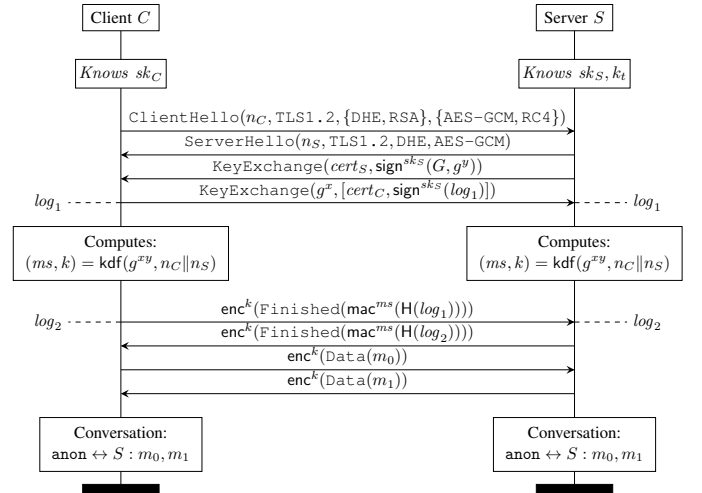 Client C Server S
Knows sk_C Knows sk_S, k_t
ClientHello(n_C, TLS1.2, {DHE, RSA}, {AES-GCM, RC4})
ServerHello(n_S, TLS1.2, DHE, AES-GCM)
KeyExchange(cert_S, sign^{sk_S}(G, g^y))
KeyExchange(g^x, [cert_C, sign^{sk_S}(log_1)])
log_1 log_1
Computes: Computes:
(ms, k) = kdf(g^{xy}, n_C‖n_S) (ms, k) = kdf(g^{xy}, n_C‖n_S)
enc^k(Finished(mac^{ms}(H(log_1))))
log_2 log_2
enc^k(Finished(mac^{ms}(H(log_2))))
enc^k(Data(m_0))
enc^k(Data(m_1))
Conversation: Conversation:
anon ↔ S : m_0, m_1 anon ↔ S : m_0, m_1